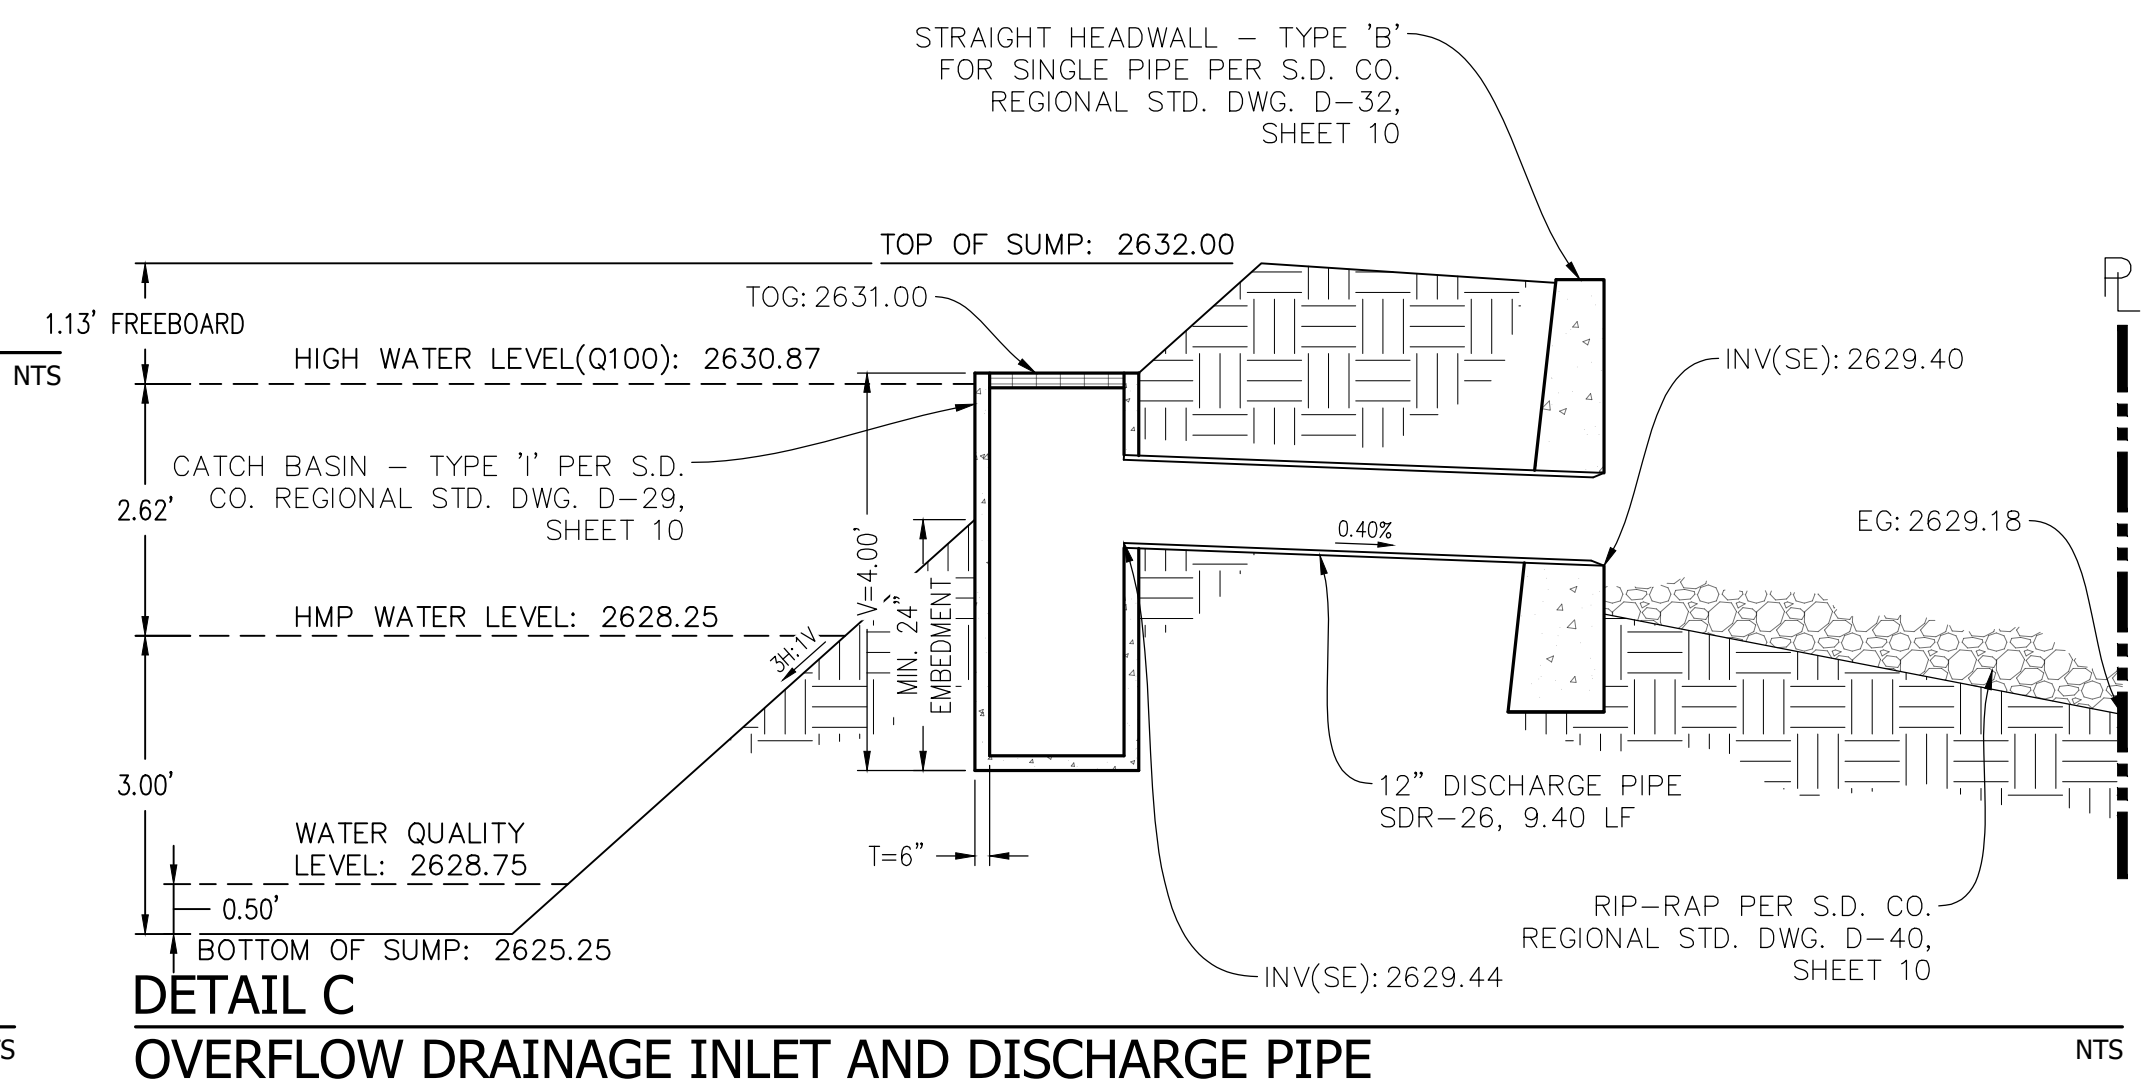 STRAIGHT HEADWALL – TYPE 'B'
FOR SINGLE PIPE PER S.D. CO.
REGIONAL STD. DWG. D–32,
SHEET 10
TOP OF SUMP: 2632.00
TOG: 2631.00
PL
1.13' FREEBOARD
HIGH WATER LEVEL(Q100): 2630.87
INV(SE): 2629.40
NTS
CATCH BASIN – TYPE 'I' PER S.D.
CO. REGIONAL STD. DWG. D–29,
SHEET 10
2.62'
0.40%
EG: 2629.18
V=4.00'
MIN. 24"
EMBEDMENT
HMP WATER LEVEL: 2628.25
3H:1V
3.00'
12" DISCHARGE PIPE
SDR–26, 9.40 LF
WATER QUALITY
LEVEL: 2628.75
T=6"
0.50'
RIP–RAP PER S.D. CO.
REGIONAL STD. DWG. D–40,
SHEET 10
BOTTOM OF SUMP: 2625.25
INV(SE): 2629.44
DETAIL C
OVERFLOW DRAINAGE INLET AND DISCHARGE PIPE
NTS